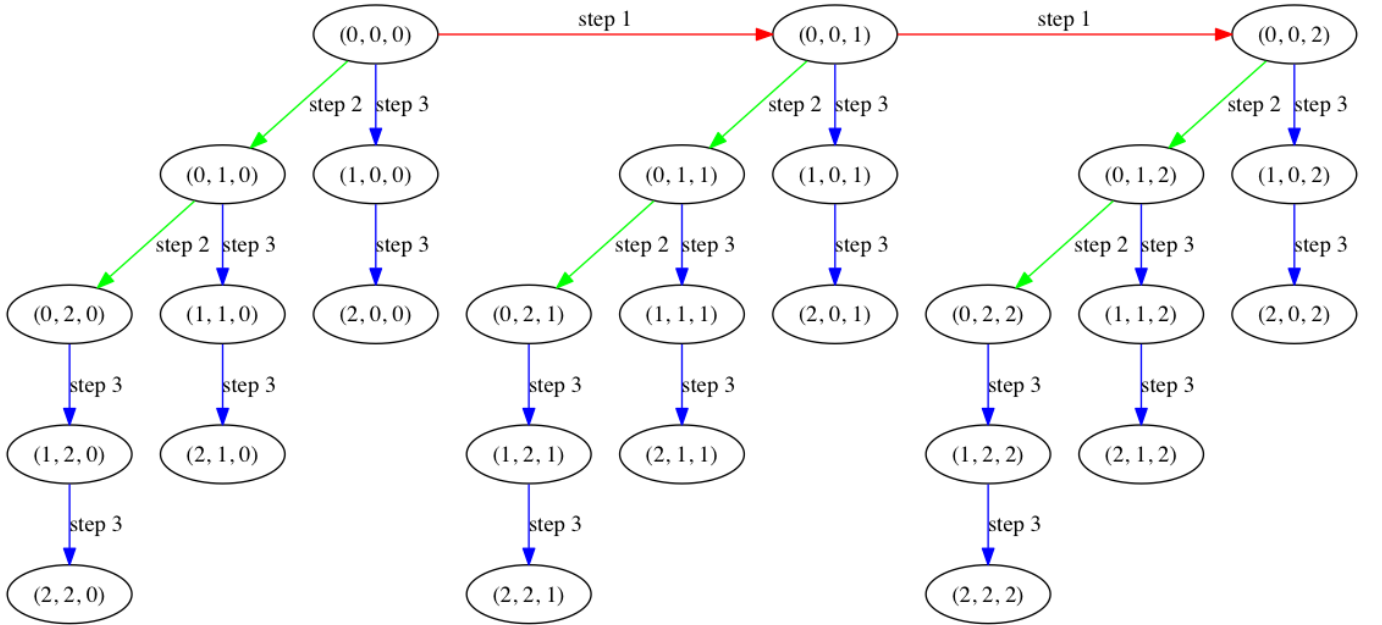 step 1 step 1
(0, 0, 0) (0, 0, 1) (0, 0, 2)
step 2 step 3 step 2 step 3 step 2 step 3
(0, 1, 0) (1, 0, 0) (0, 1, 1) (1, 0, 1) (0, 1, 2) (1, 0, 2)
step 2 step 3 step 3 step 2 step 3 step 3 step 2 step 3 step 3
(0, 2, 0) (1, 1, 0) (2, 0, 0) (0, 2, 1) (1, 1, 1) (2, 0, 1) (0, 2, 2) (1, 1, 2) (2, 0, 2)
step 3 step 3 step 3 step 3 step 3 step 3
(1, 2, 0) (2, 1, 0) (1, 2, 1) (2, 1, 1) (1, 2, 2) (2, 1, 2)
step 3 step 3 step 3
(2, 2, 0) (2, 2, 1) (2, 2, 2)